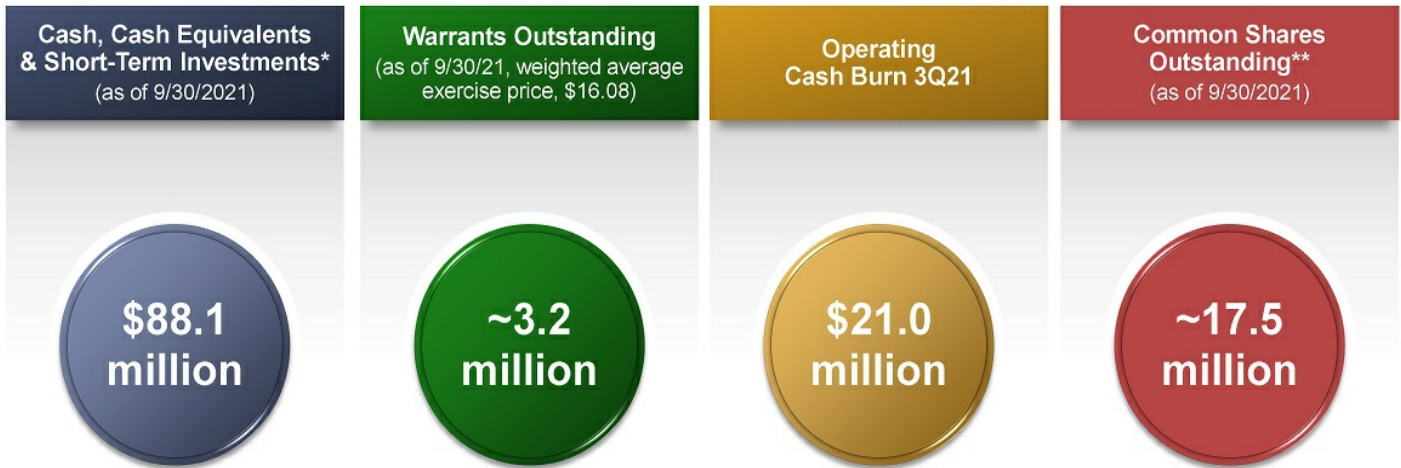 Cash, Cash Equivalents
& Short-Term Investments*
(as of 9/30/2021)
$88.1
million
Warrants Outstanding
(as of 9/30/21, weighted average
exercise price, $16.08)
~3.2
million
Operating
Cash Burn 3Q21
$21.0
million
Common Shares
Outstanding**
(as of 9/30/2021)
~17.5
million